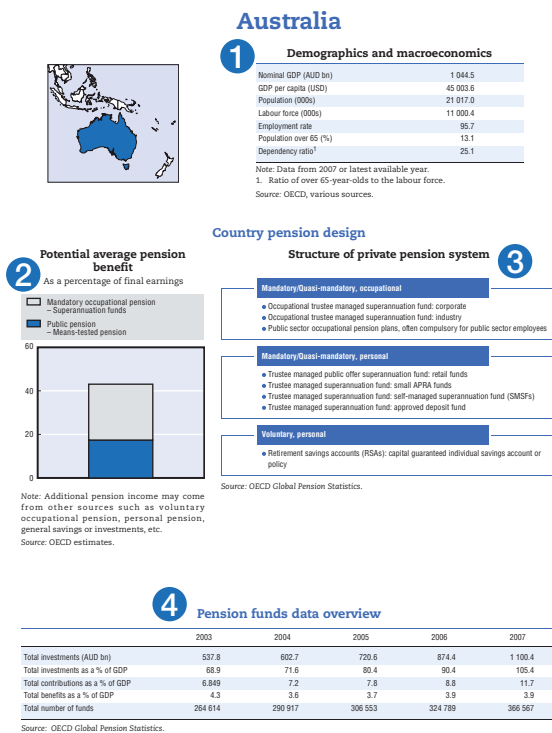 Australia
1
Demographics and macroeconomics
Nominal GDP (AUD bn) 1 044.5
GDP per capita (USD) 45 003.6
Population (000s) 21 017.0
Labour force (000s) 11 000.4
Employment rate 95.7
Population over 65 (%) 13.1
Dependency ratio1 25.1
Note: Data from 2007 or latest available year.
1. Ratio of over 65-year-olds to the labour force.
Source: OECD, various sources.
Country pension design
2
Potential average pension
benefit
As a percentage of final earnings
Mandatory occupational pension
– Superannuation funds
Public pension
– Means-tested pension
60
40
20
0
Note: Additional pension income may come
from other sources such as voluntary
occupational pension, personal pension,
general savings or investments, etc.
Source: OECD estimates.
Structure of private pension system
3
Mandatory/Quasi-mandatory, occupational
• Occupational trustee managed superannuation fund: corporate
• Occupational trustee managed superannuation fund: industry
• Public sector occupational pension plans, often compulsory for public sector employees
Mandatory/Quasi-mandatory, personal
• Trustee managed public offer superannuation fund: retail funds
• Trustee managed superannuation fund: small APRA funds
• Trustee managed superannuation fund: self-managed superannuation fund (SMSFs)
• Trustee managed superannuation fund: approved deposit fund
Voluntary, personal
• Retirement savings accounts (RSAs): capital guaranteed individual savings account or
policy
Source: OECD Global Pension Statistics.
4
Pension funds data overview
2003 2004 2005 2006 2007
Total investments (AUD bn) 537.8 602.7 720.6 874.4 1 100.4
Total investments as a % of GDP 68.9 71.6 80.4 90.4 105.4
Total contributions as a % of GDP 6.849 7.2 7.8 8.8 11.7
Total benefits as a % of GDP 4.3 3.6 3.7 3.9 3.9
Total number of funds 264 614 290 917 306 553 324 789 366 567
Source: OECD Global Pension Statistics.